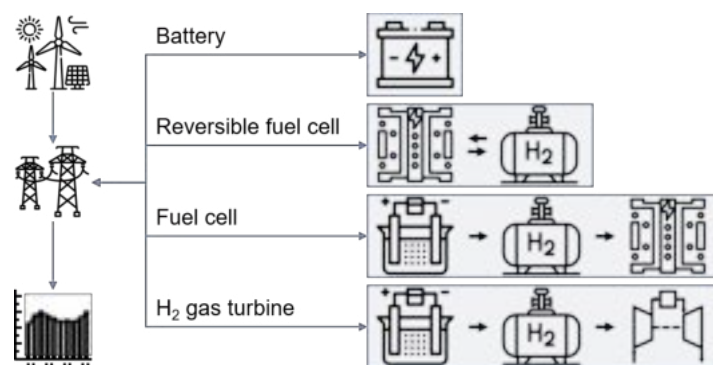 Battery
- +
Reversible fuel cell
H2
Fuel cell
+ -
H2
H₂ gas turbine
+ -
H2